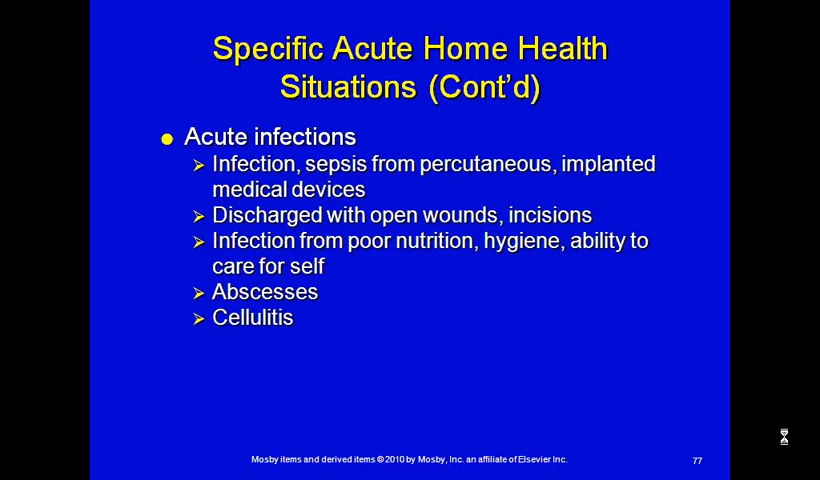 Specific Acute Home Health
Situations (Cont’d)
Acute infections
Infection, sepsis from percutaneous, implanted
medical devices
Discharged with open wounds, incisions
Infection from poor nutrition, hygiene, ability to
care for self
Abscesses
Cellulitis
Mosby items and derived items © 2010 by Mosby, Inc. an affiliate of Elsevier Inc.
77